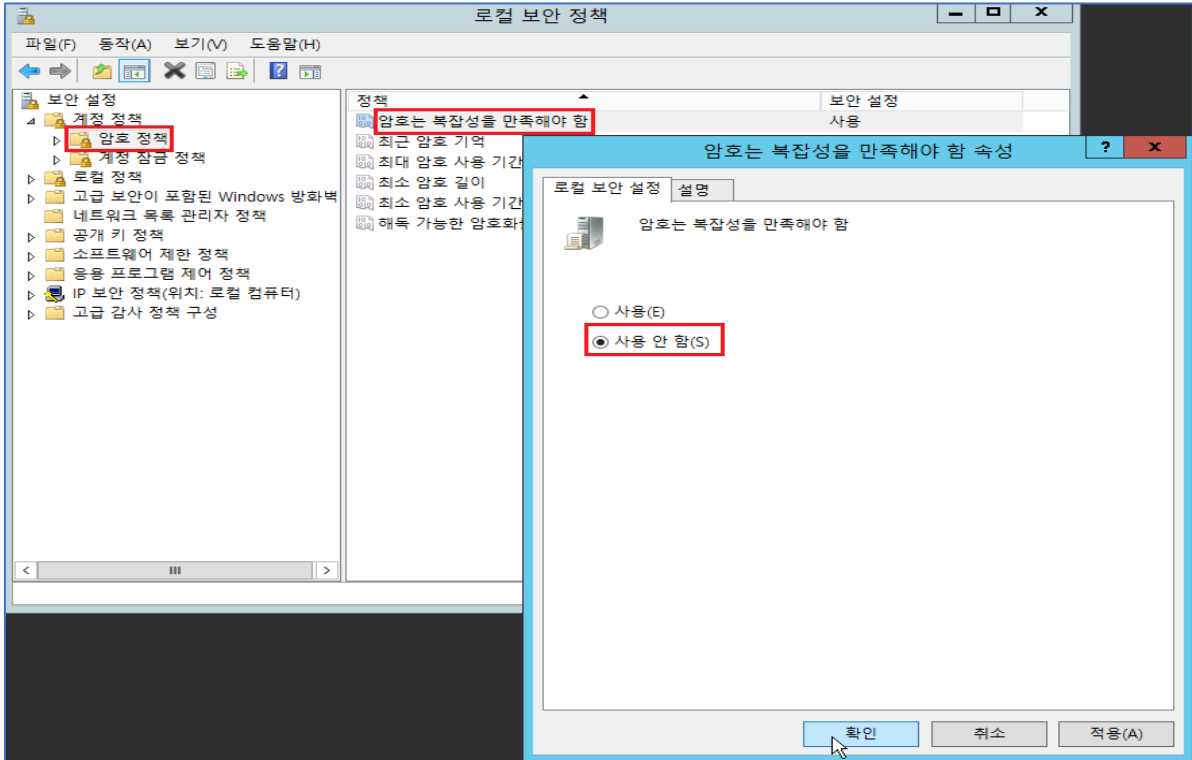 로컬 보안 정책
파일(F) 동작(A) 보기(V) 도움말(H)
보안 설정
계정 정책
암호 정책
계정 잠금 정책
로컬 정책
고급 보안이 포함된 Windows 방화벽
네트워크 목록 관리자 정책
공개 키 정책
소프트웨어 제한 정책
응용 프로그램 제어 정책
IP 보안 정책(위치: 로컬 컴퓨터)
고급 감사 정책 구성
정책 보안 설정
암호는 복잡성을 만족해야 함 사용
최근 암호 기억
최대 암호 사용 기간
최소 암호 길이
최소 암호 사용 기간
해독 가능한 암호화
암호는 복잡성을 만족해야 함 속성
로컬 보안 설정 설명
암호는 복잡성을 만족해야 함
사용(E)
사용 안 함(S)
확인 취소 적용(A)